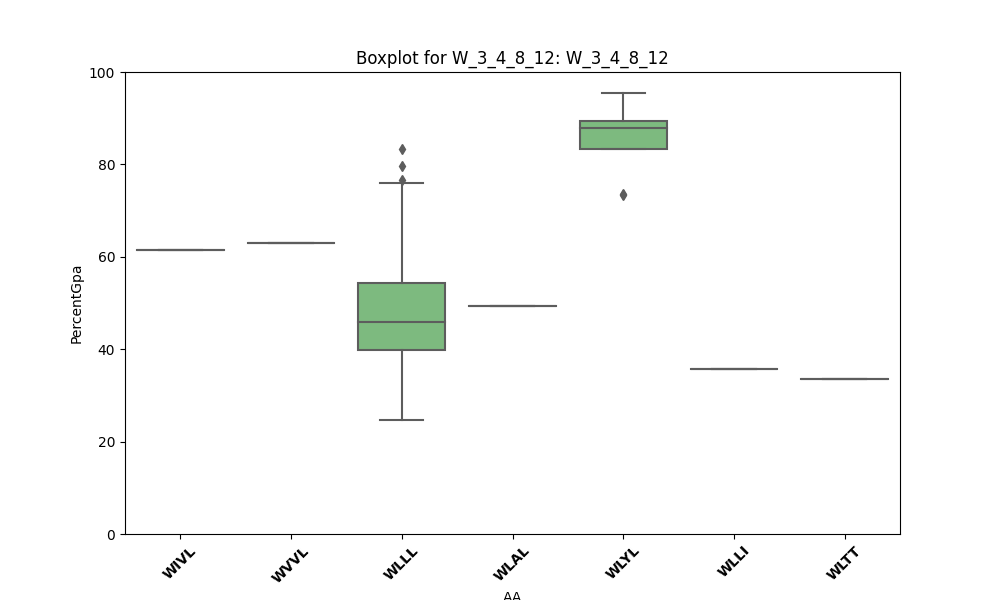 Boxplot for W_3_4_8_12: W_3_4_8_12
100
80
60
40
20
0
PercentGpa
WIVL
WVVL
WLLL
WLAL
WLYL
WLLI
WLTT
AA